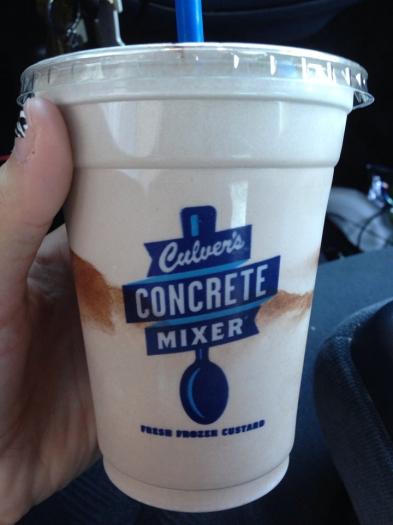 Culver's
CONCRETE
MIXER
FRESH FROZEN CUSTARD